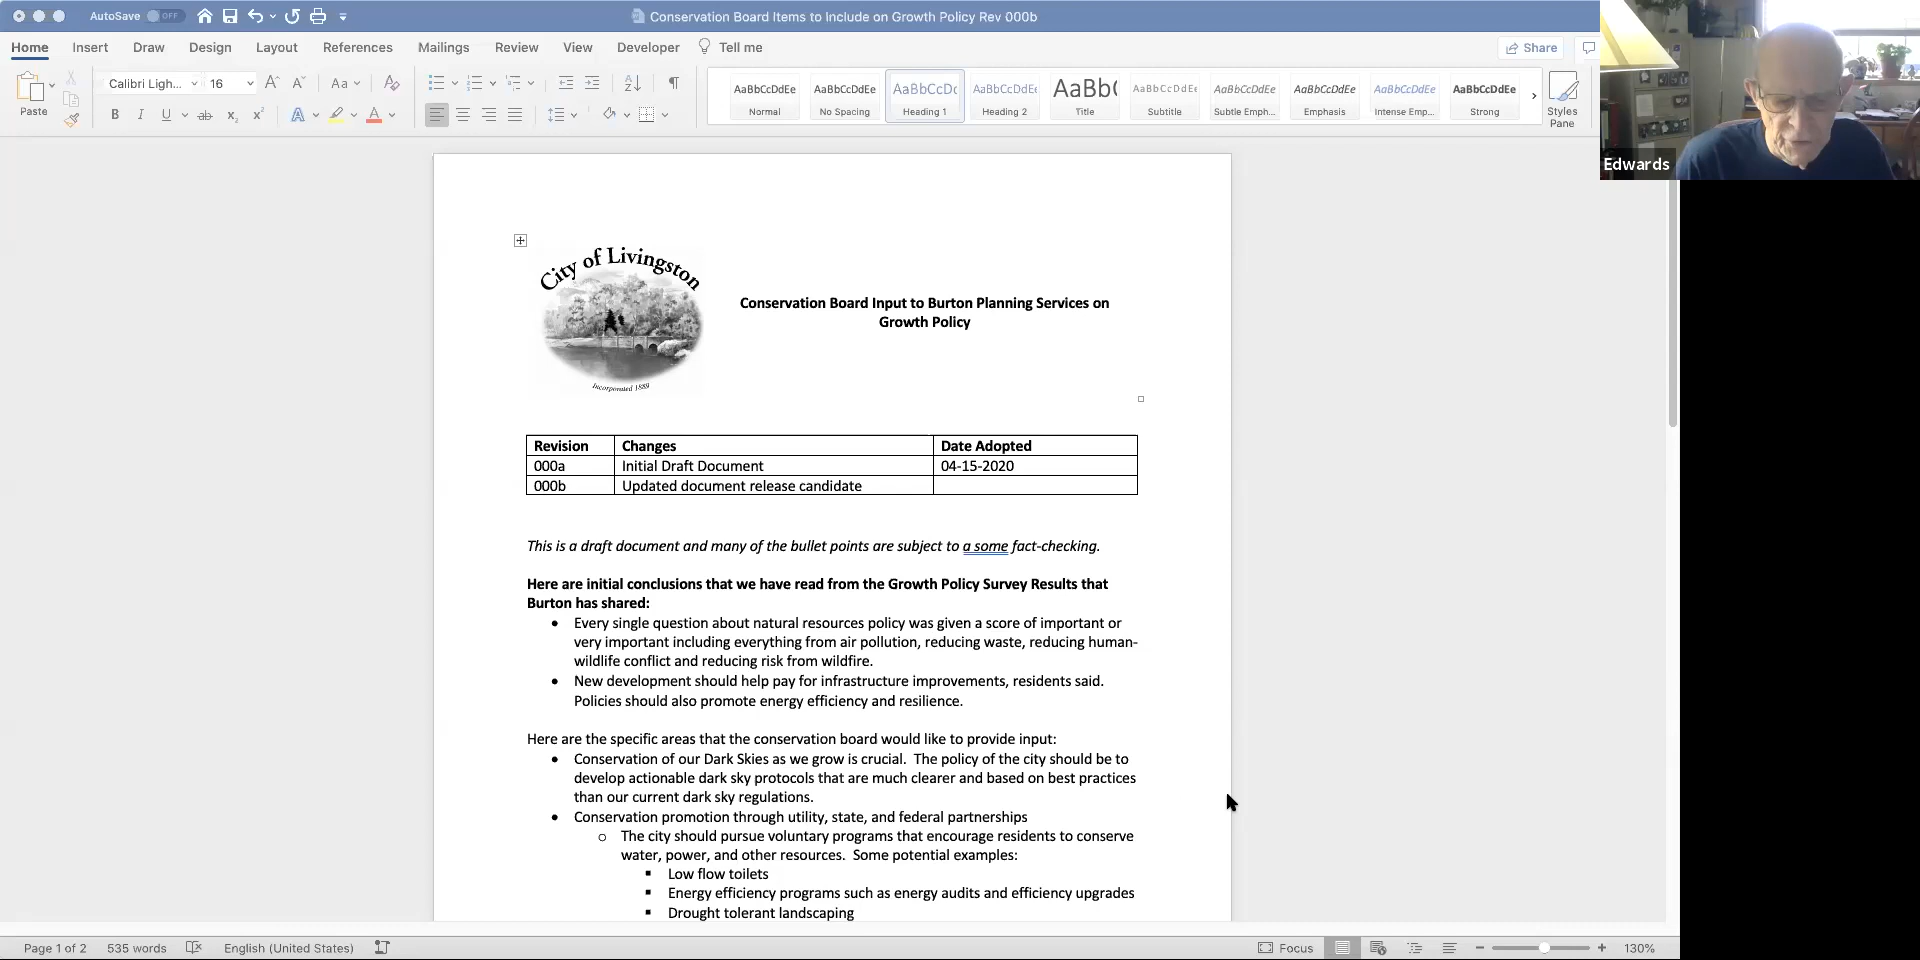 AutoSave OFF
Conservation Board Items to Include on Growth Policy Rev 000b
Home Insert Draw Design Layout References Mailings Review View Developer Tell me
Share
Paste
Calibri Ligh... 16
AaBbCcDdEe AaBbCcDdEe AaBbCcDc AaBbCcDdEe AaBb( AaBbCcDdEe AaBbCcDdEe AaBbCcDdEe AaBbCcDdEe AaBbCcDdEe
Normal No Spacing Heading 1 Heading 2 Title Subtitle Subtle Emph... Emphasis Intense Emp... Strong
Styles Pane
Edwards
City of Livingston
Incorporated 1889
Conservation Board Input to Burton Planning Services on
Growth Policy
Revision Changes Date Adopted
000a Initial Draft Document 04-15-2020
000b Updated document release candidate
This is a draft document and many of the bullet points are subject to a some fact-checking.
Here are initial conclusions that we have read from the Growth Policy Survey Results that
Burton has shared:
• Every single question about natural resources policy was given a score of important or
very important including everything from air pollution, reducing waste, reducing human-
wildlife conflict and reducing risk from wildfire.
• New development should help pay for infrastructure improvements, residents said.
Policies should also promote energy efficiency and resilience.
Here are the specific areas that the conservation board would like to provide input:
• Conservation of our Dark Skies as we grow is crucial.  The policy of the city should be to
develop actionable dark sky protocols that are much clearer and based on best practices
than our current dark sky regulations.
• Conservation promotion through utility, state, and federal partnerships
o The city should pursue voluntary programs that encourage residents to conserve
water, power, and other resources.  Some potential examples:
▪ Low flow toilets
▪ Energy efficiency programs such as energy audits and efficiency upgrades
▪ Drought tolerant landscaping
Page 1 of 2 535 words English (United States) Focus 130%